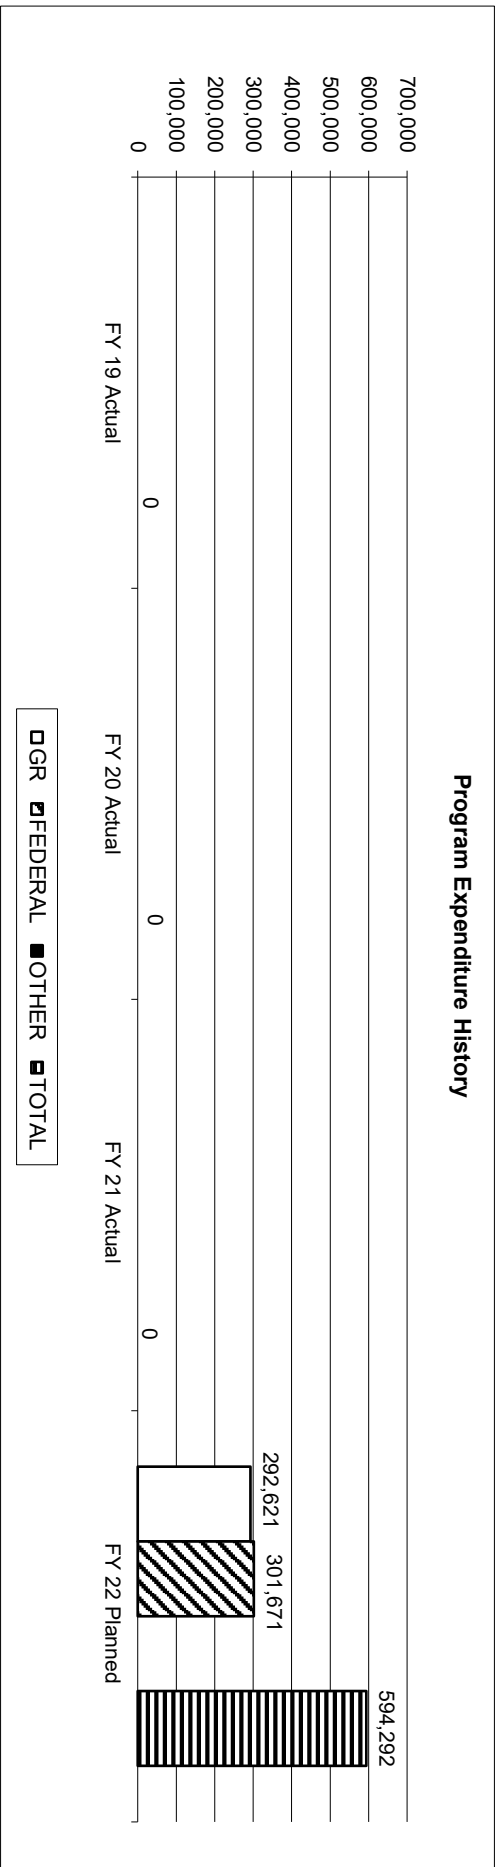 Program Expenditure History
700,000
600,000
500,000
400,000
300,000
200,000
100,000
0
0
0
0
292,621
301,671
594,292
FY 19 Actual
FY 20 Actual
FY 21 Actual
FY 22 Planned
GR FEDERAL OTHER TOTAL